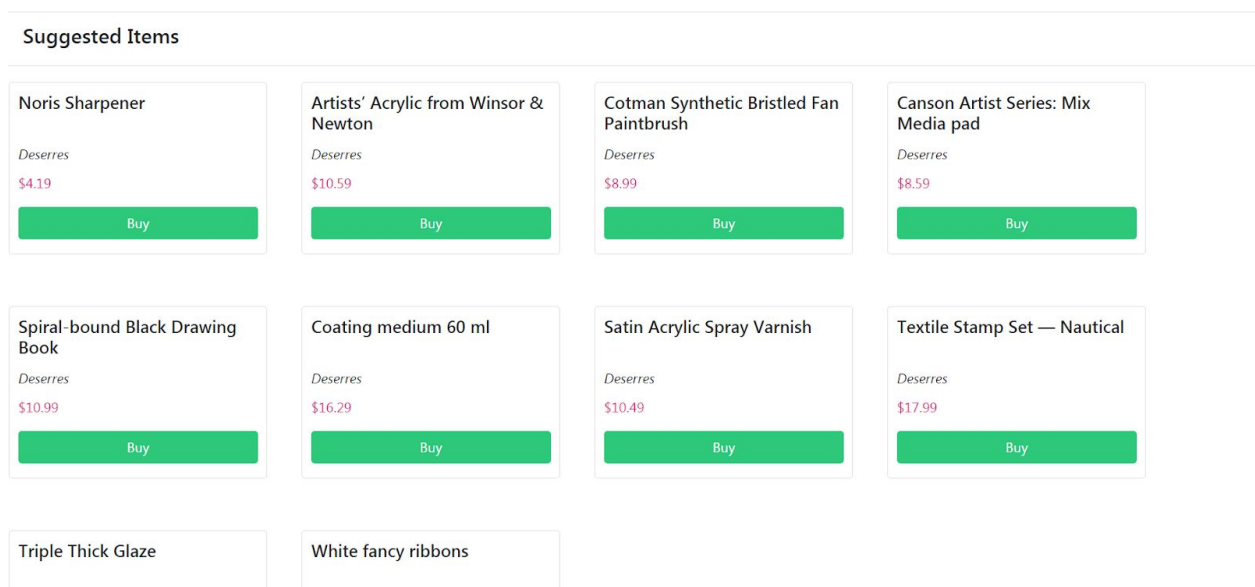 Suggested Items
Noris Sharpener
Deserres
$4.19
Buy
Artists’ Acrylic from Winsor &
Newton
Deserres
$10.59
Buy
Cotman Synthetic Bristled Fan
Paintbrush
Deserres
$8.99
Buy
Canson Artist Series: Mix
Media pad
Deserres
$8.59
Buy
Spiral-bound Black Drawing
Book
Deserres
$10.99
Buy
Coating medium 60 ml
Deserres
$16.29
Buy
Satin Acrylic Spray Varnish
Deserres
$10.49
Buy
Textile Stamp Set — Nautical
Deserres
$17.99
Buy
Triple Thick Glaze
White fancy ribbons